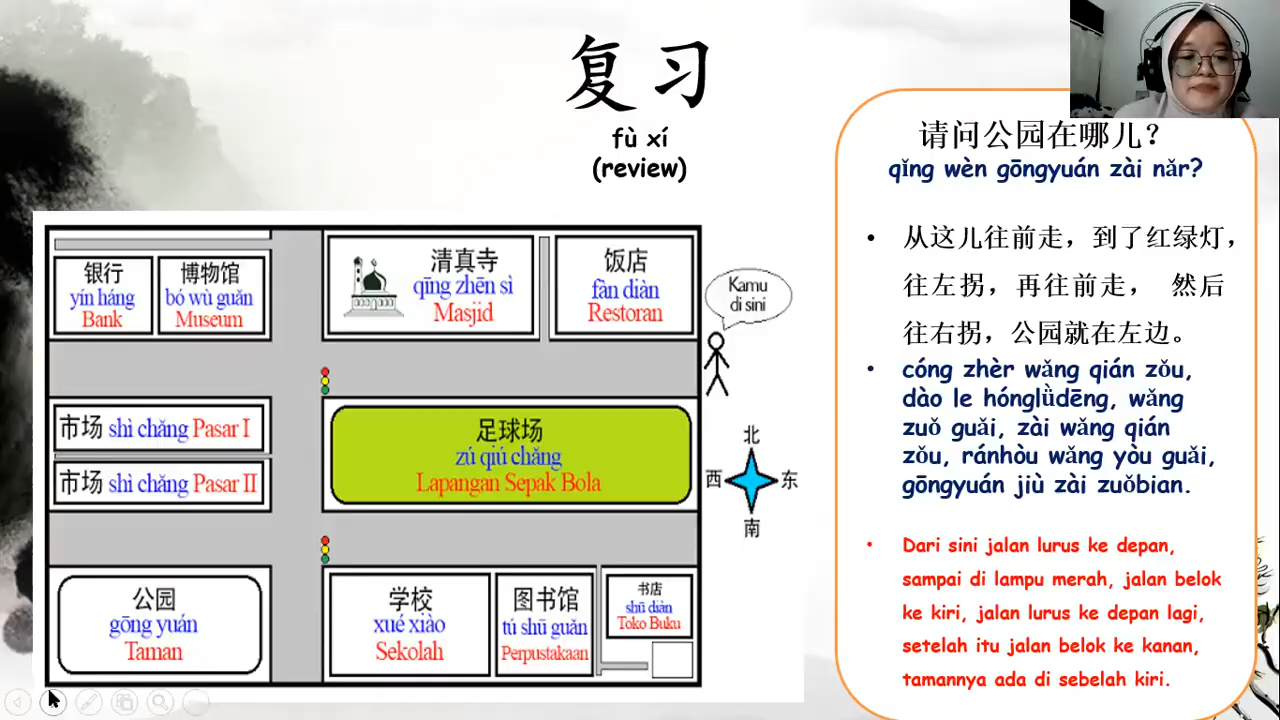 复习
fù xí
(review)
请问公园在哪儿？
qǐng wèn gōngyuán zài nǎr?
• 从这儿往前走，到了红绿灯，
往左拐，再往前走， 然后
往右拐，公园就在左边。
• cóng zhèr wǎng qián zǒu,
dào le hónglǜdēng, wǎng
zuǒ guǎi, zài wǎng qián
zǒu, ránhòu wǎng yòu guǎi,
gōngyuán jiù zài zuǒbian.
• Dari sini jalan lurus ke depan,
sampai di lampu merah, jalan belok
ke kiri, jalan lurus ke depan lagi,
setelah itu jalan belok ke kanan,
tamannya ada di sebelah kiri.
银行
yín háng
Bank
博物馆
bó wù guǎn
Museum
清真寺
qīng zhēn sì
Masjid
饭店
fàn diàn
Restoran
Kamu
di sini
市场 shì chǎng Pasar I
市场 shì chǎng Pasar II
足球场
zú qiú chǎng
Lapangan Sepak Bola
北
西
东
南
公园
gōng yuán
Taman
学校
xué xiào
Sekolah
图书馆
tú shū guǎn
Perpustakaan
书店
shū diàn
Toko Buku